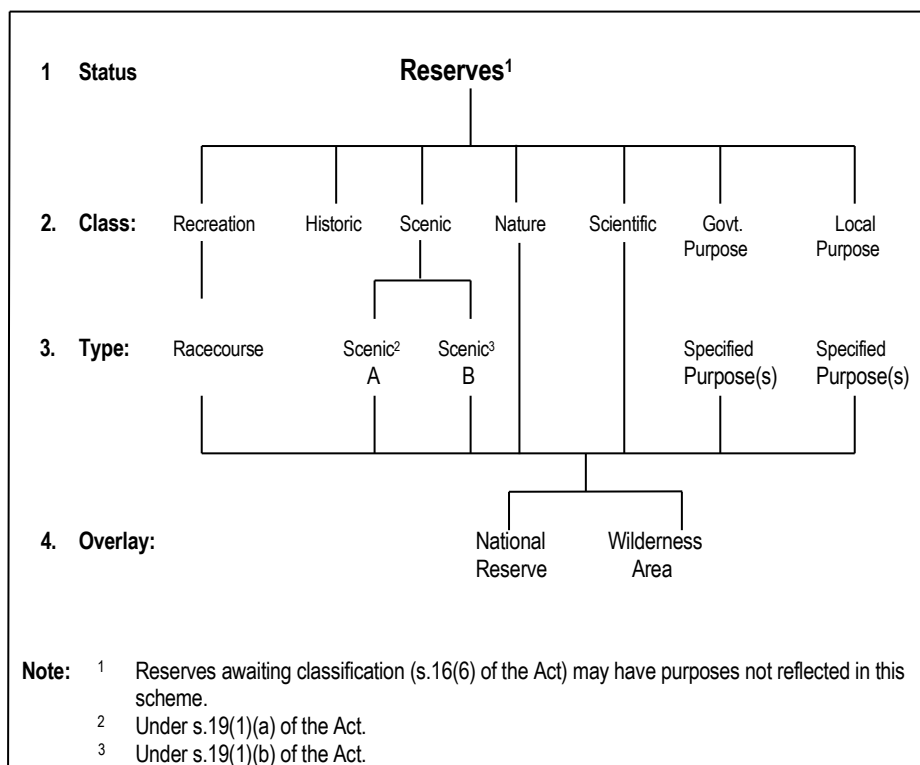 1 Status Reserves¹
2. Class: Recreation Historic Scenic Nature Scientific Govt. Local
Purpose Purpose
3. Type: Racecourse Scenic² Scenic³ Specified Specified
A B Purpose(s) Purpose(s)
4. Overlay: National Wilderness
Reserve Area
Note: ¹ Reserves awaiting classification (s.16(6) of the Act) may have purposes not reflected in this
scheme.
² Under s.19(1)(a) of the Act.
³ Under s.19(1)(b) of the Act.